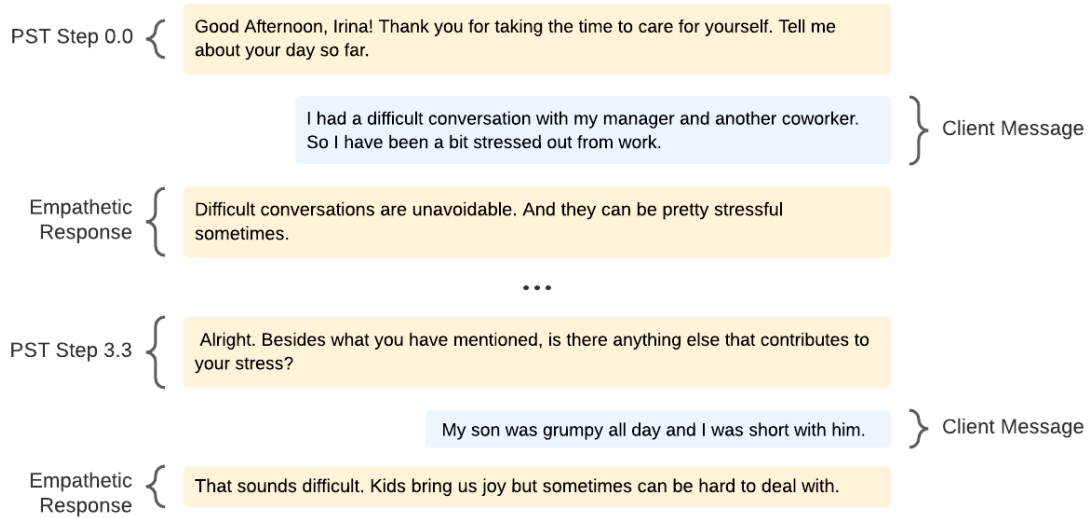 PST Step 0.0
Good Afternoon, Irina! Thank you for taking the time to care for yourself. Tell me
about your day so far.
I had a difficult conversation with my manager and another coworker.
So I have been a bit stressed out from work.
Client Message
Empathetic
Response
Difficult conversations are unavoidable. And they can be pretty stressful
sometimes.
...
PST Step 3.3
Alright. Besides what you have mentioned, is there anything else that contributes to
your stress?
My son was grumpy all day and I was short with him.
Client Message
Empathetic
Response
That sounds difficult. Kids bring us joy but sometimes can be hard to deal with.